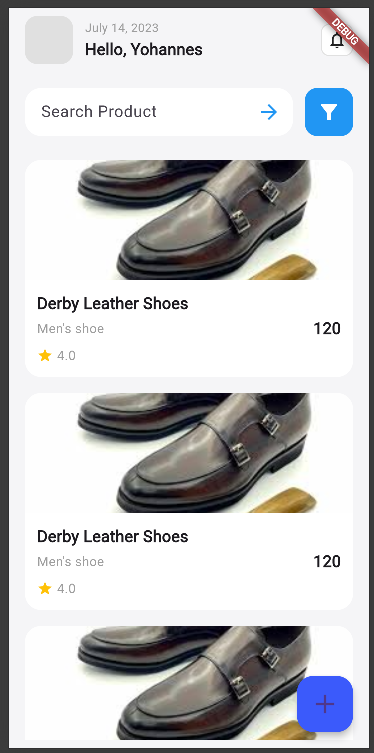 July 14, 2023
Hello, Yohannes
DEBUG
Search Product
Derby Leather Shoes
Men's shoe
120
4.0
Derby Leather Shoes
Men's shoe
120
4.0